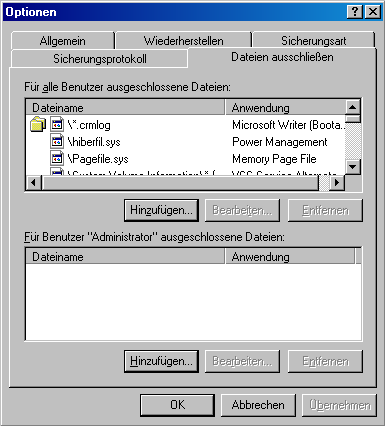 Optionen
Allgemein Wiederherstellen Sicherungsart
Sicherungsprotokoll Dateien ausschließen
Für alle Benutzer ausgeschlossene Dateien:
Dateiname Anwendung
\*.crmlog Microsoft Writer (Boota...
\hiberfil.sys Power Management
\Pagefile.sys Memory Page File
\System Volume Information\*.{ VSS Service Alternate
Hinzufügen... Bearbeiten... Entfernen
Für Benutzer "Administrator" ausgeschlossene Dateien:
Dateiname Anwendung
Hinzufügen... Bearbeiten... Entfernen
OK Abbrechen Übernehmen